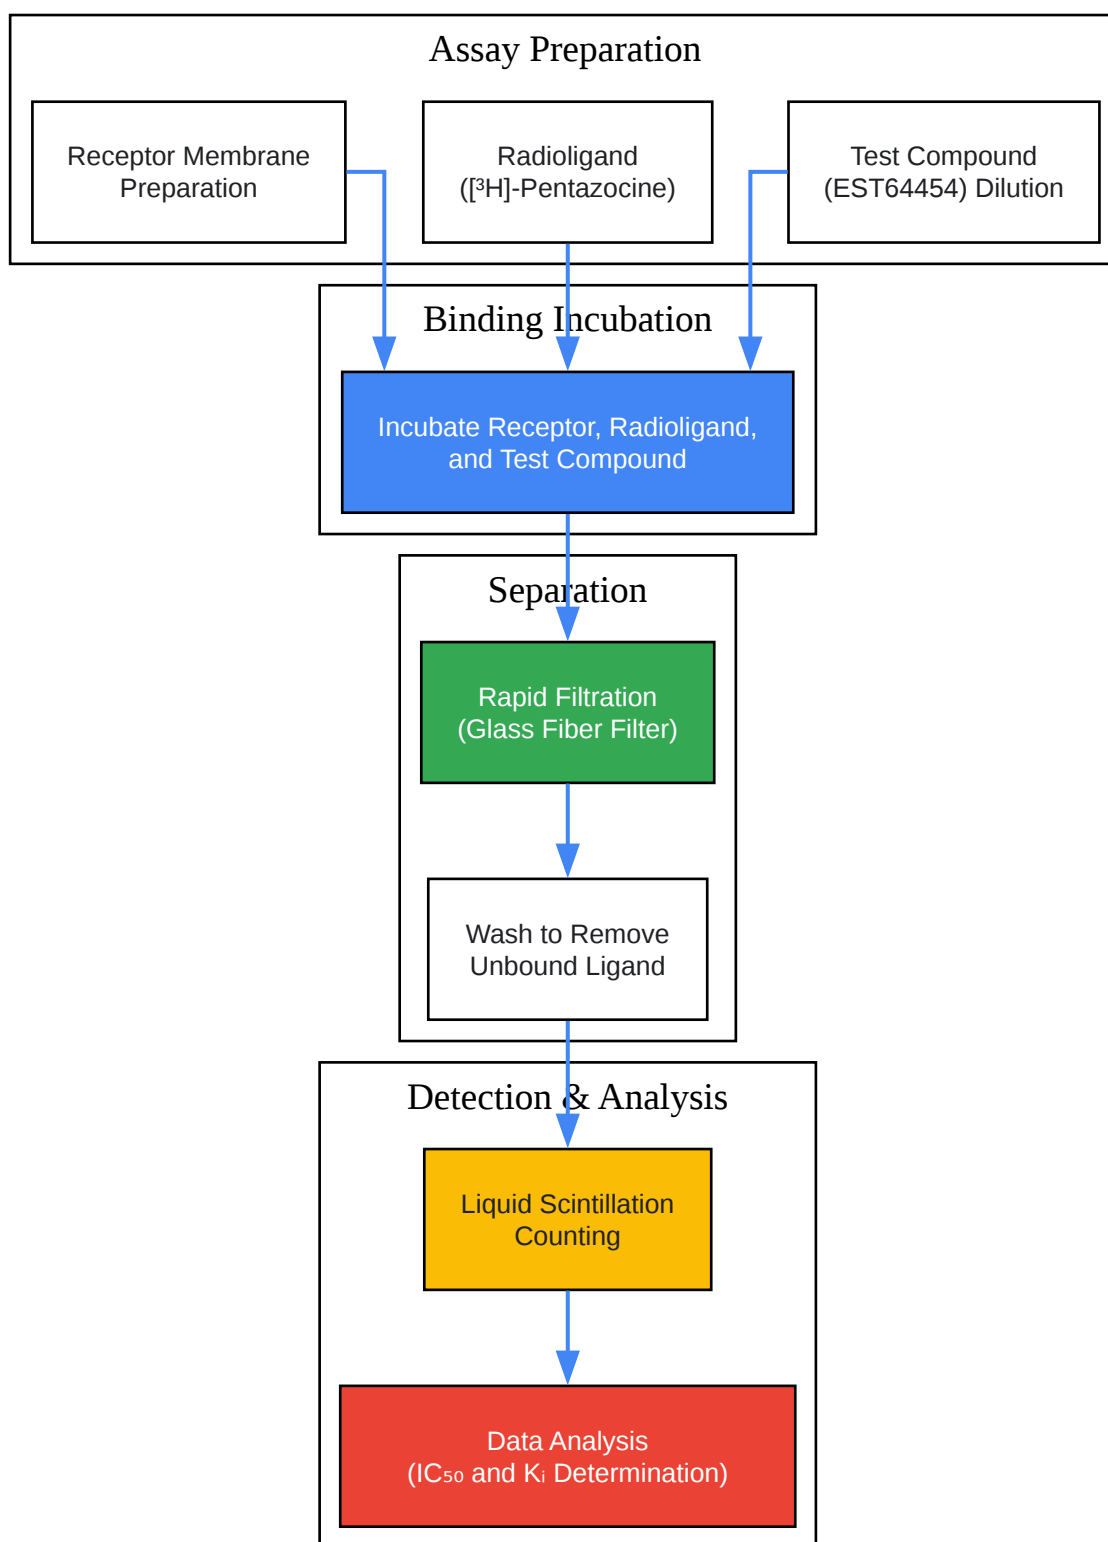 Assay Preparation
Receptor Membrane
Preparation
Radioligand
([³H]-Pentazocine)
Test Compound
(EST64454) Dilution
Binding Incubation
Incubate Receptor, Radioligand,
and Test Compound
Separation
Rapid Filtration
(Glass Fiber Filter)
Wash to Remove
Unbound Ligand
Detection & Analysis
Liquid Scintillation
Counting
Data Analysis
(IC₅₀ and Kᵢ Determination)